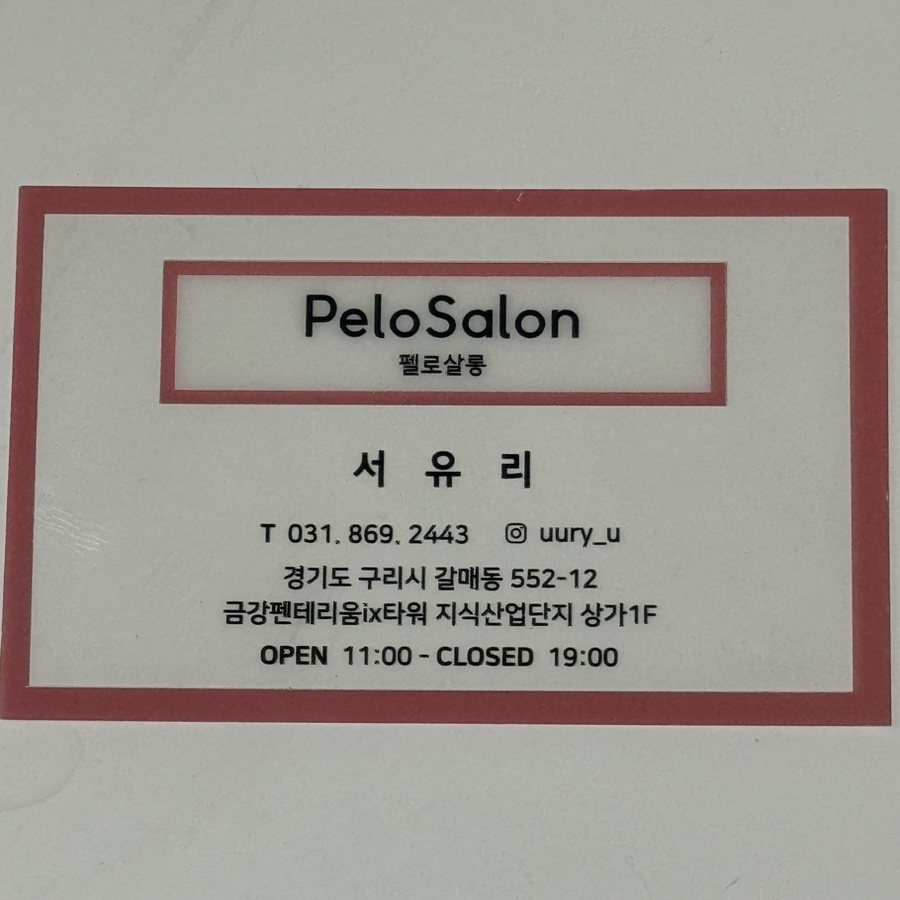 PeloSalon
펠로살롱
서 유 리
T 031. 869. 2443 uury_u
경기도 구리시 갈매동 552-12
금강펜테리움ix타워 지식산업단지 상가1F
OPEN 11:00 - CLOSED 19:00